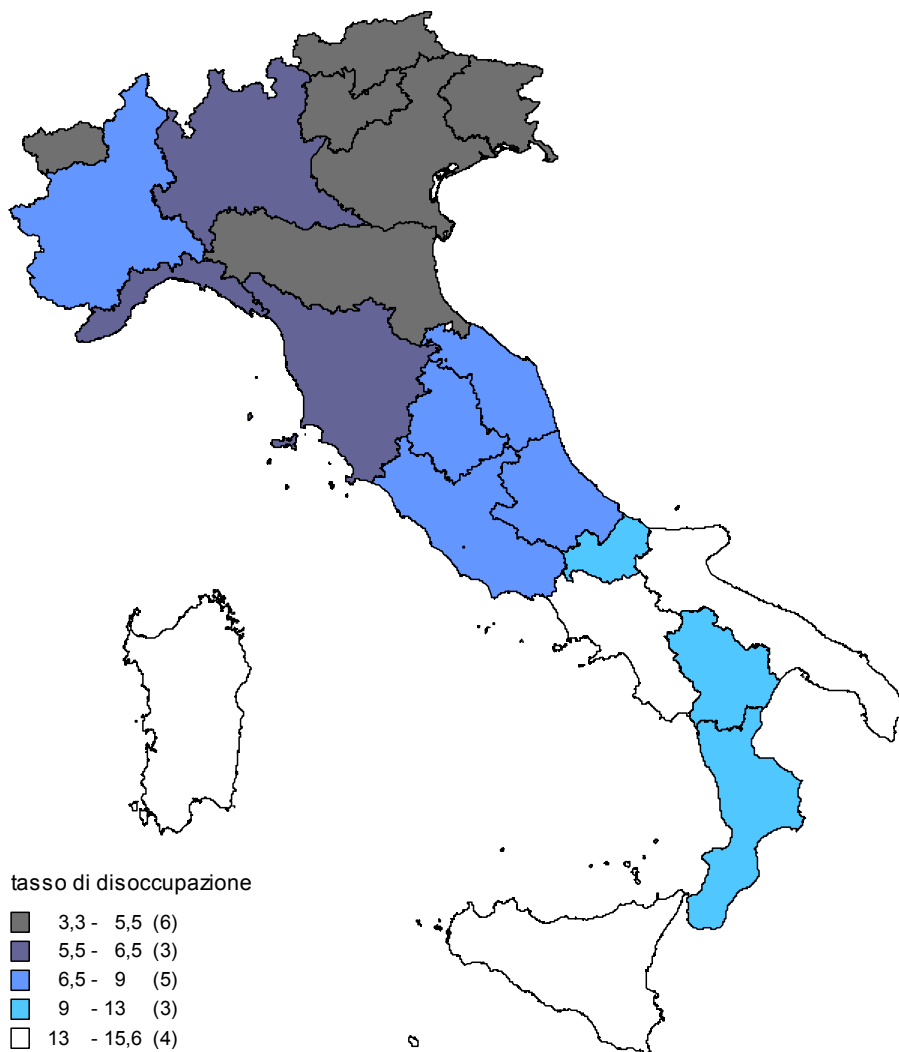 tasso di disoccupazione
3,3 - 5,5 (6)
5,5 - 6,5 (3)
6,5 - 9 (5)
9 - 13 (3)
13 - 15,6 (4)